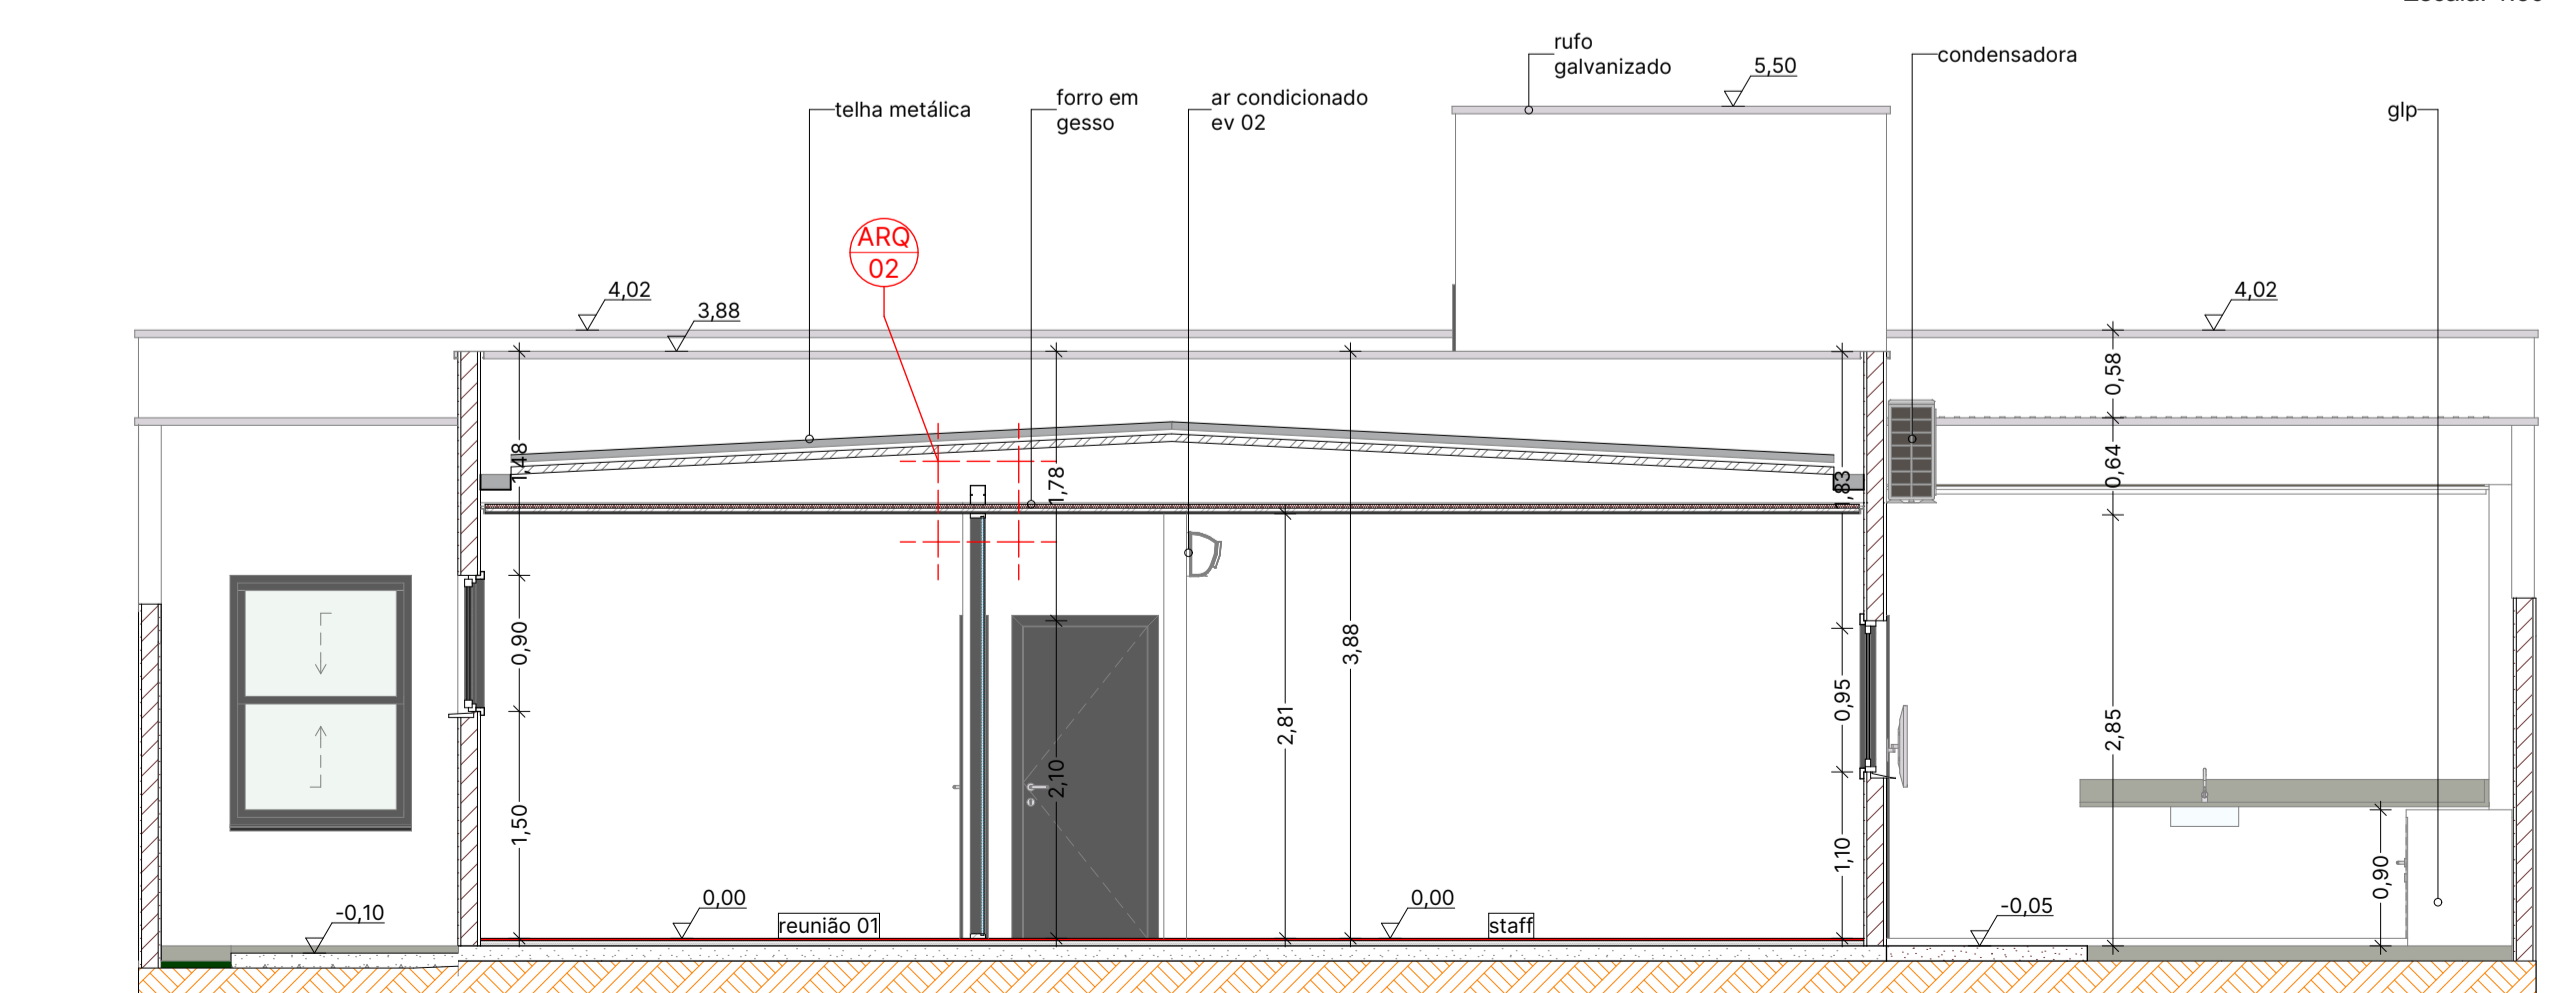 rufo
galvanizado
5,50
condensadora
telha metálica
forro em
gesso
ar condicionado
ev 02
glp
ARQ
02
4,02
3,88
4,02
0,58
0,64
2,85
1,48
0,90
1,50
1,78
2,10
2,81
3,88
1,83
0,95
1,10
0,90
-0,10
0,00
reunião 01
0,00
staff
-0,05